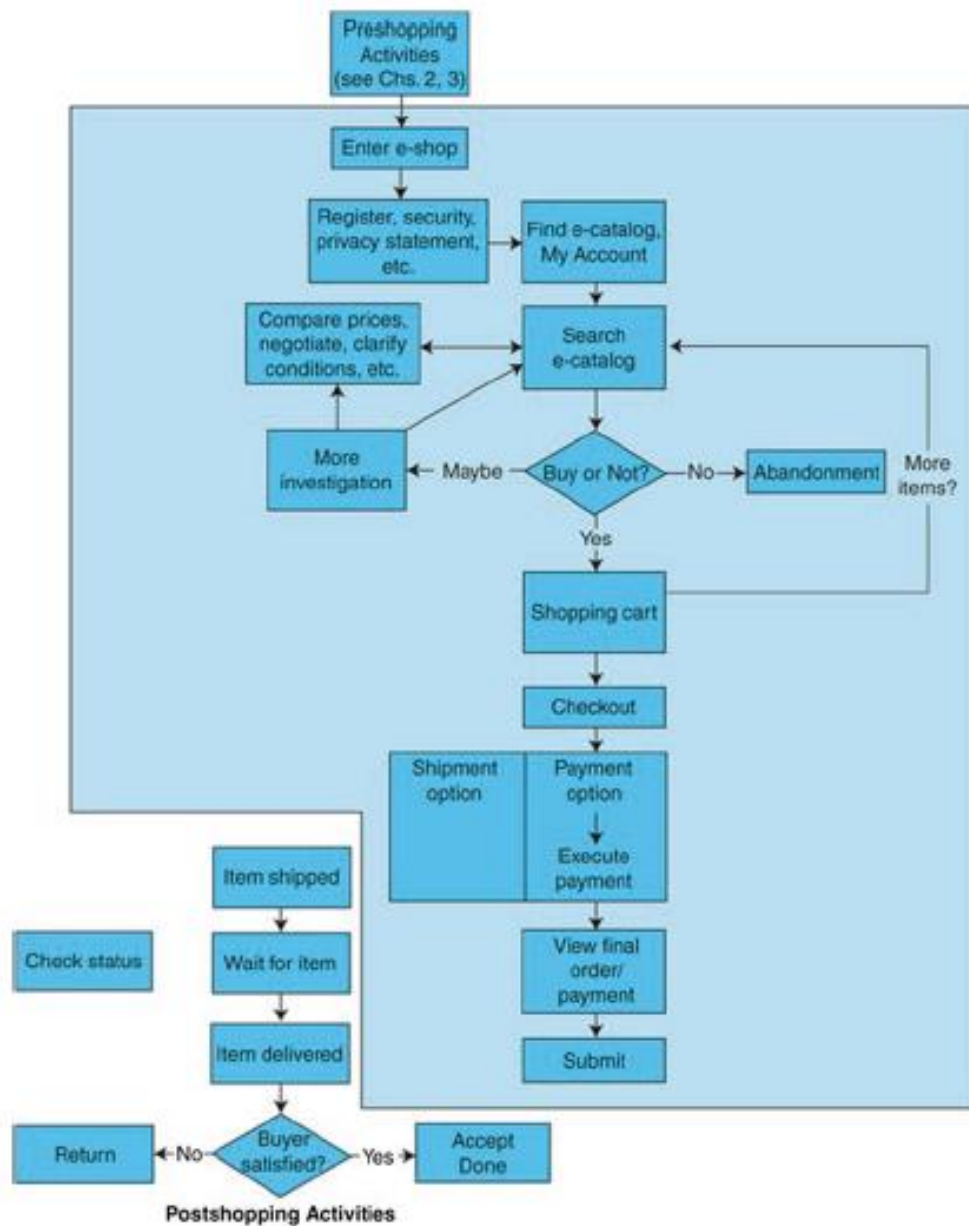 Preshopping
Activities
(see Chs. 2, 3)
Enter e-shop
Register, security,
privacy statement,
etc.
Find e-catalog,
My Account
Compare prices,
negotiate, clarify
conditions, etc.
Search
e-catalog
More
investigation
Maybe
Buy or Not?
No
Abandonment
More
items?
Yes
Shopping cart
Checkout
Shipment
option
Payment
option
Execute
payment
View final
order/
payment
Submit
Item shipped
Check status
Wait for item
Item delivered
Return
No
Buyer
satisfied?
Yes
Accept
Done
Postshopping Activities